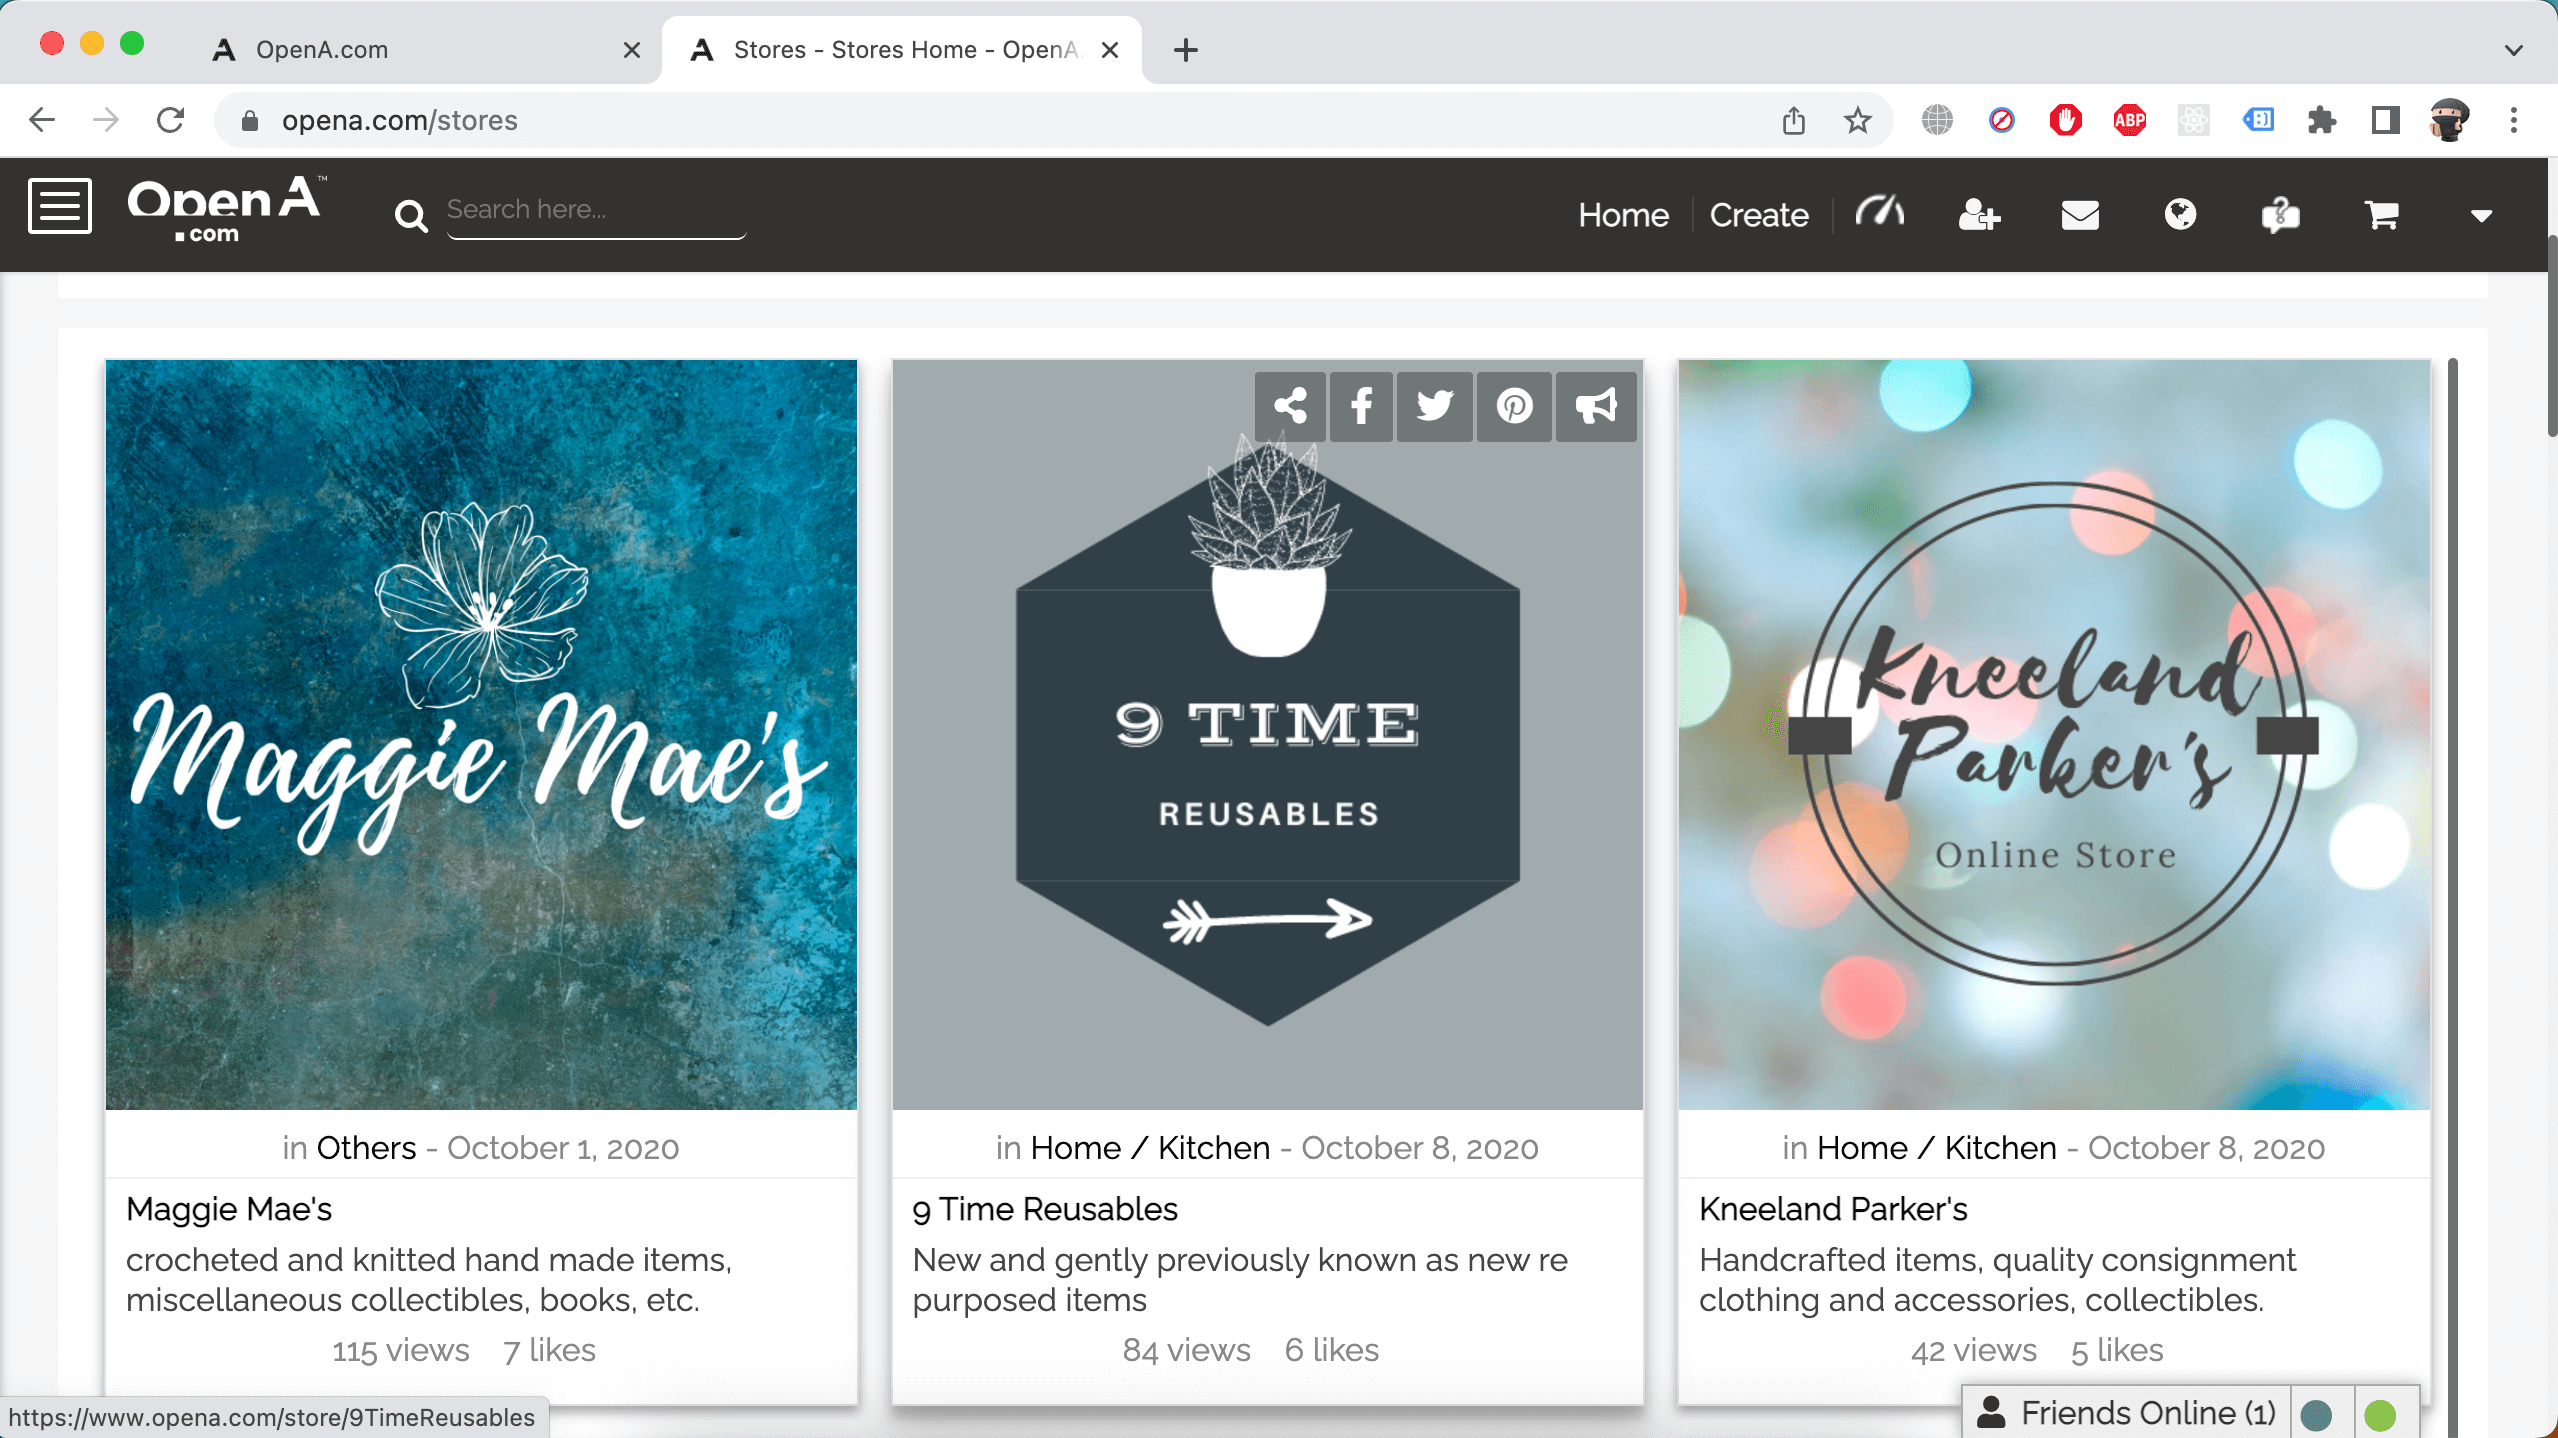 OpenA.com
Stores - Stores Home - OpenA.
opena.com/stores
ABP
OpenA™
.com
Search here...
Home
Create
Maggie Mae's
9 TIME
REUSABLES
Kneeland
Parker's
Online Store
in Others - October 1, 2020
Maggie Mae's
crocheted and knitted hand made items,
miscellaneous collectibles, books, etc.
115 views 7 likes
in Home / Kitchen - October 8, 2020
9 Time Reusables
New and gently previously known as new re
purposed items
84 views 6 likes
in Home / Kitchen - October 8, 2020
Kneeland Parker's
Handcrafted items, quality consignment
clothing and accessories, collectibles.
42 views 5 likes
https://www.opena.com/store/9TimeReusables
Friends Online (1)